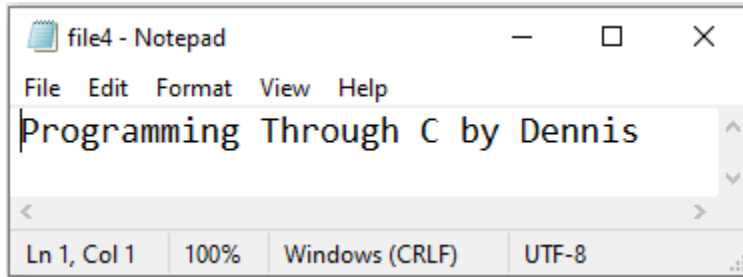 file4 - Notepad
File Edit Format View Help
Programming Through C by Dennis
Ln 1, Col 1 100% Windows (CRLF) UTF-8